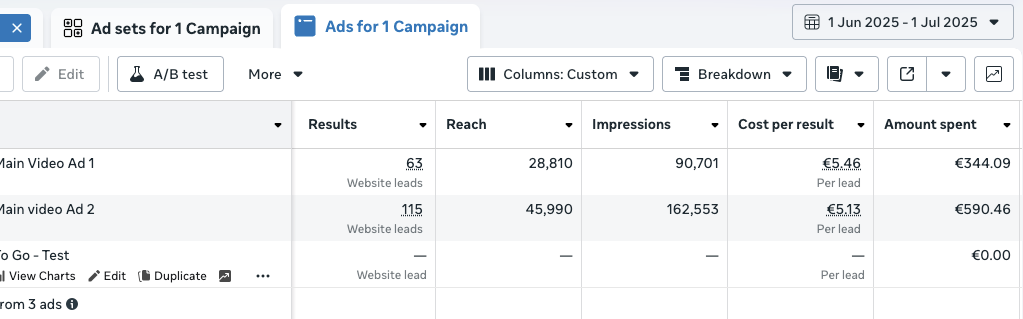 Ad sets for 1 Campaign
Ads for 1 Campaign
1 Jun 2025 - 1 Jul 2025
Edit
A/B test
More
Columns: Custom
Breakdown
Results
Reach
Impressions
Cost per result
Amount spent
Main Video Ad 1
63
28,810
90,701
€5.46
€344.09
Website leads
Per lead
Main video Ad 2
115
45,990
162,553
€5.13
€590.46
Website leads
Per lead
To Go - Test
—
—
—
—
€0.00
View Charts
Edit
Duplicate
Website lead
Per lead
rom 3 ads